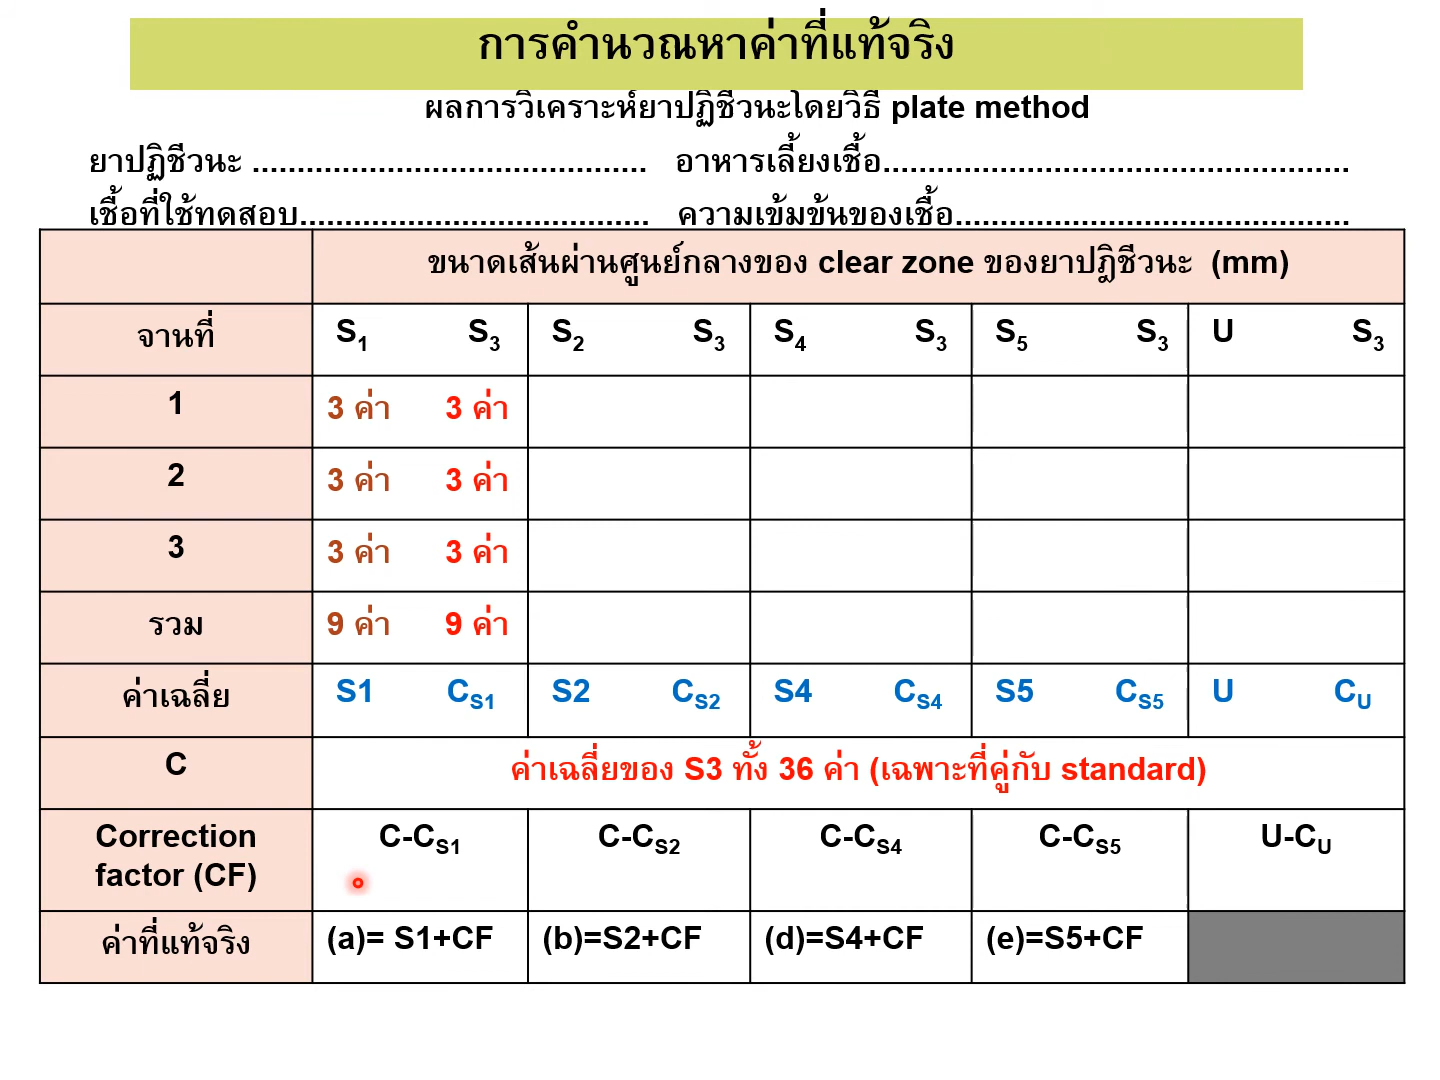 การคำนวณหาค่าที่แท้จริง
ผลการวิเคราะห์ยาปฏิชีวนะโดยวิธี plate method
ยาปฏิชีวนะ ............................................ อาหารเลี้ยงเชื้อ....................................................
เชื้อที่ใช้ทดสอบ....................................... ความเข้มข้นของเชื้อ............................................
ขนาดเส้นผ่านศูนย์กลางของ clear zone ของยาปฎิชีวนะ (mm)
จานที่ S1 S3 S2 S3 S4 S3 S5 S3 U S3
1 3 ค่า 3 ค่า
2 3 ค่า 3 ค่า
3 3 ค่า 3 ค่า
รวม 9 ค่า 9 ค่า
ค่าเฉลี่ย S1 CS1 S2 CS2 S4 CS4 S5 CS5 U CU
C ค่าเฉลี่ยของ S3 ทั้ง 36 ค่า (เฉพาะที่คู่กับ standard)
Correction C-CS1 C-CS2 C-CS4 C-CS5 U-CU
factor (CF)
ค่าที่แท้จริง (a)= S1+CF (b)=S2+CF (d)=S4+CF (e)=S5+CF